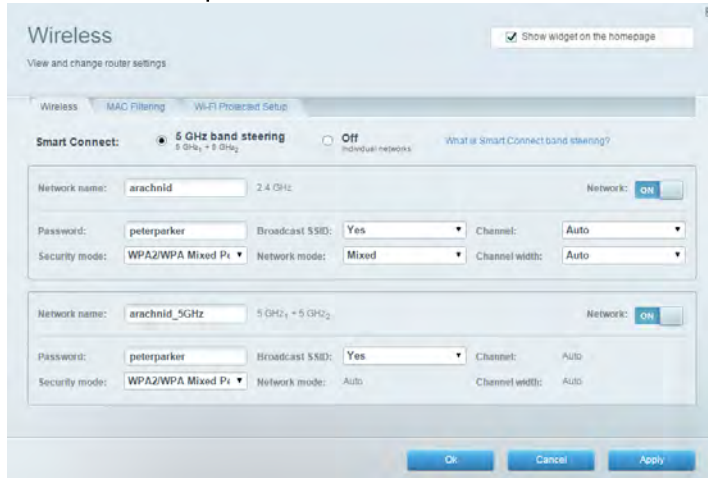 Wireless
Show widget on the homepage
View and change router settings
Wireless MAC Filtering Wi-Fi Protected Setup
Smart Connect: 5 GHz band steering Off What is Smart Connect band steering?
5 GHz₁ + 5 GHz₂ Individual networks
Network name: arachnid 2.4 GHz Network: ON
Password: peterparker Broadcast SSID: Yes Channel: Auto
Security mode: WPA2/WPA Mixed Pe Network mode: Mixed Channel width: Auto
Network name: arachnid_5GHz 5 GHz₁ + 5 GHz₂ Network: ON
Password: peterparker Broadcast SSID: Yes Channel: Auto
Security mode: WPA2/WPA Mixed Pe Network mode: Auto Channel width: Auto
Ok Cancel Apply